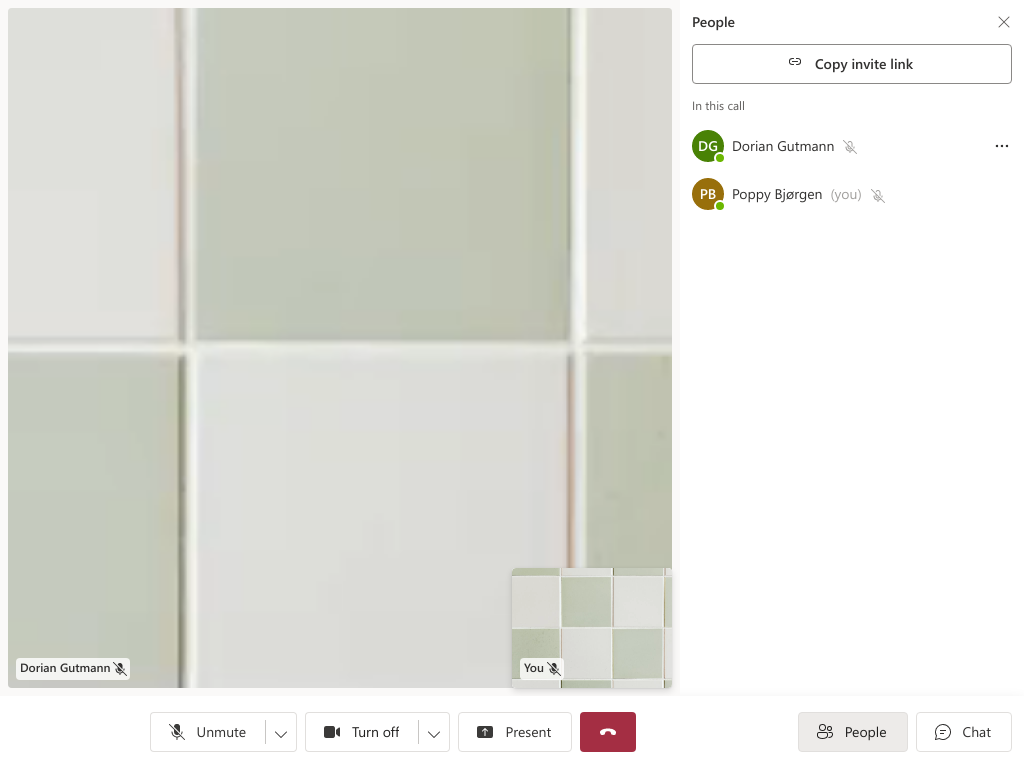 People
Copy invite link
In this call
DG Dorian Gutmann
PB Poppy Bjørgen (you)
Dorian Gutmann
You
Unmute
Turn off
Present
People
Chat